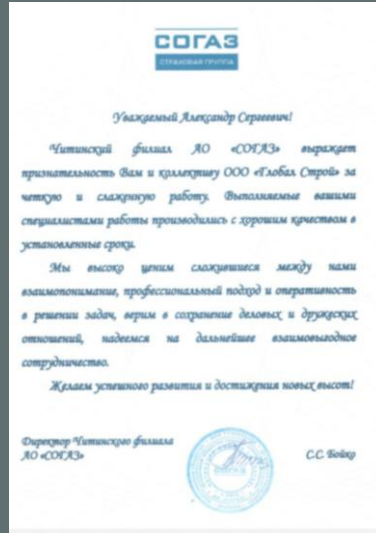 СОГАЗ
СТРАХОВАЯ ГРУППА
Уважаемый Александр Сергеевич!
Читинский филиал АО «СОГАЗ» выражает
признательность Вам и коллективу ООО «Глобал Строй» за
четкую и слаженную работу. Выполняемые вашими
специалистами работы производились с хорошим качеством в
установленные сроки.
Мы высоко ценим сложившиеся между нами
взаимопонимание, профессиональный подход и оперативность
в решении задач, верим в сохранение деловых и дружеских
отношений, надеемся на дальнейшее взаимовыгодное
сотрудничество.
Желаем успешного развития и достижения новых высот!
Директор Читинского филиала
АО «СОГАЗ»
С.С. Бойко